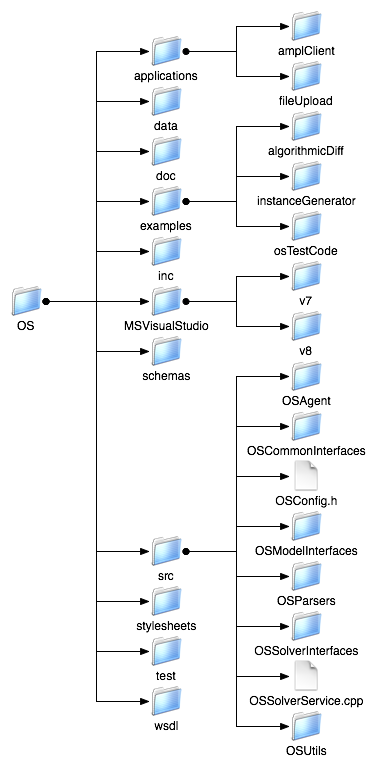 OS
applications
data
doc
examples
inc
MSVisualStudio
schemas
src
stylesheets
test
wsdl
amplClient
fileUpload
algorithmicDiff
instanceGenerator
osTestCode
v7
v8
OSAgent
OSCommonInterfaces
OSConfig.h
OSModelInterfaces
OSParsers
OSSolverInterfaces
OSSolverService.cpp
OSUtils